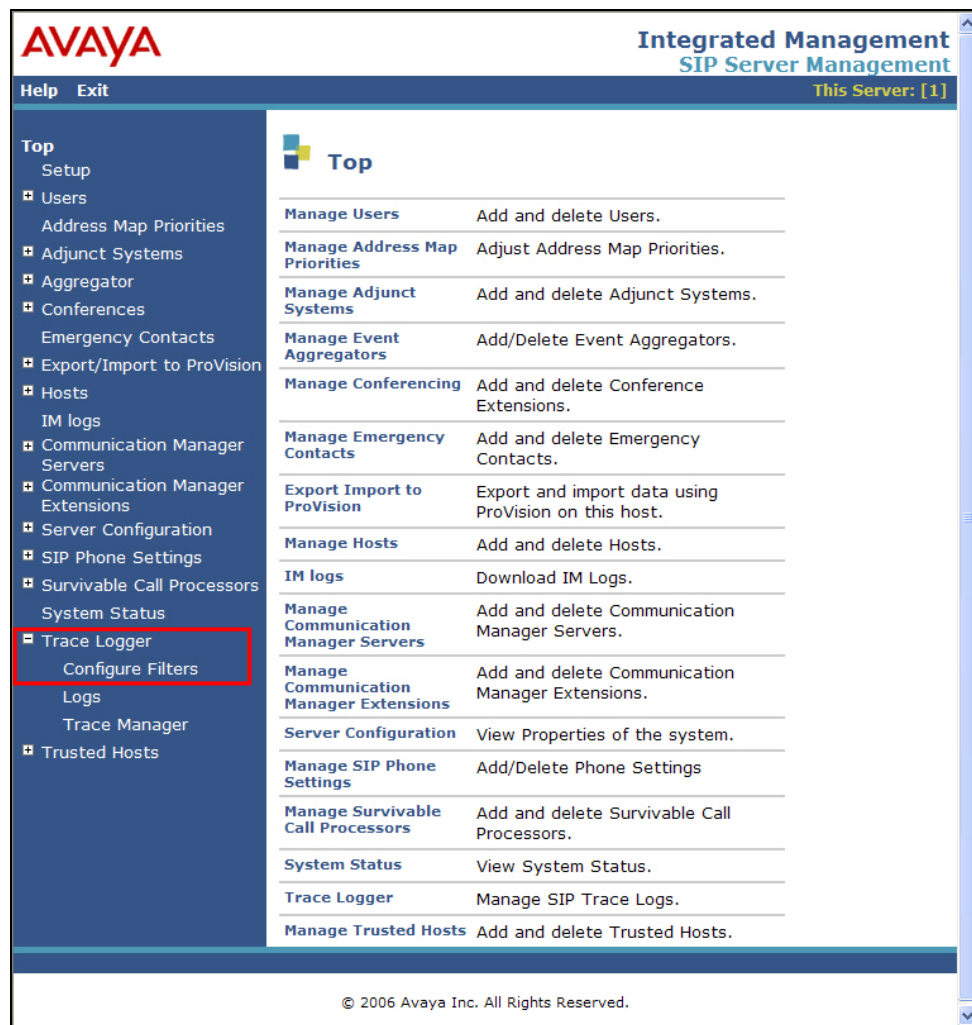 AVAYA
Integrated Management
SIP Server Management
Help Exit
This Server: [1]
Top
Setup
Users
Address Map Priorities
Adjunct Systems
Aggregator
Conferences
Emergency Contacts
Export/Import to ProVision
Hosts
IM logs
Communication Manager
Servers
Communication Manager
Extensions
Server Configuration
SIP Phone Settings
Survivable Call Processors
System Status
Trace Logger
Configure Filters
Logs
Trace Manager
Trusted Hosts
Top
Manage Users Add and delete Users.
Manage Address Map Adjust Address Map Priorities.
Priorities
Manage Adjunct Add and delete Adjunct Systems.
Systems
Manage Event Add/Delete Event Aggregators.
Aggregators
Manage Conferencing Add and delete Conference
Extensions.
Manage Emergency Add and delete Emergency
Contacts Contacts.
Export Import to Export and import data using
ProVision ProVision on this host.
Manage Hosts Add and delete Hosts.
IM logs Download IM Logs.
Manage Add and delete Communication
Communication Manager Servers.
Manager Servers
Manage Add and delete Communication
Communication Manager Extensions.
Manager Extensions
Server Configuration View Properties of the system.
Manage SIP Phone Add/Delete Phone Settings
Settings
Manage Survivable Add and delete Survivable Call
Call Processors Processors.
System Status View System Status.
Trace Logger Manage SIP Trace Logs.
Manage Trusted Hosts Add and delete Trusted Hosts.
© 2006 Avaya Inc. All Rights Reserved.